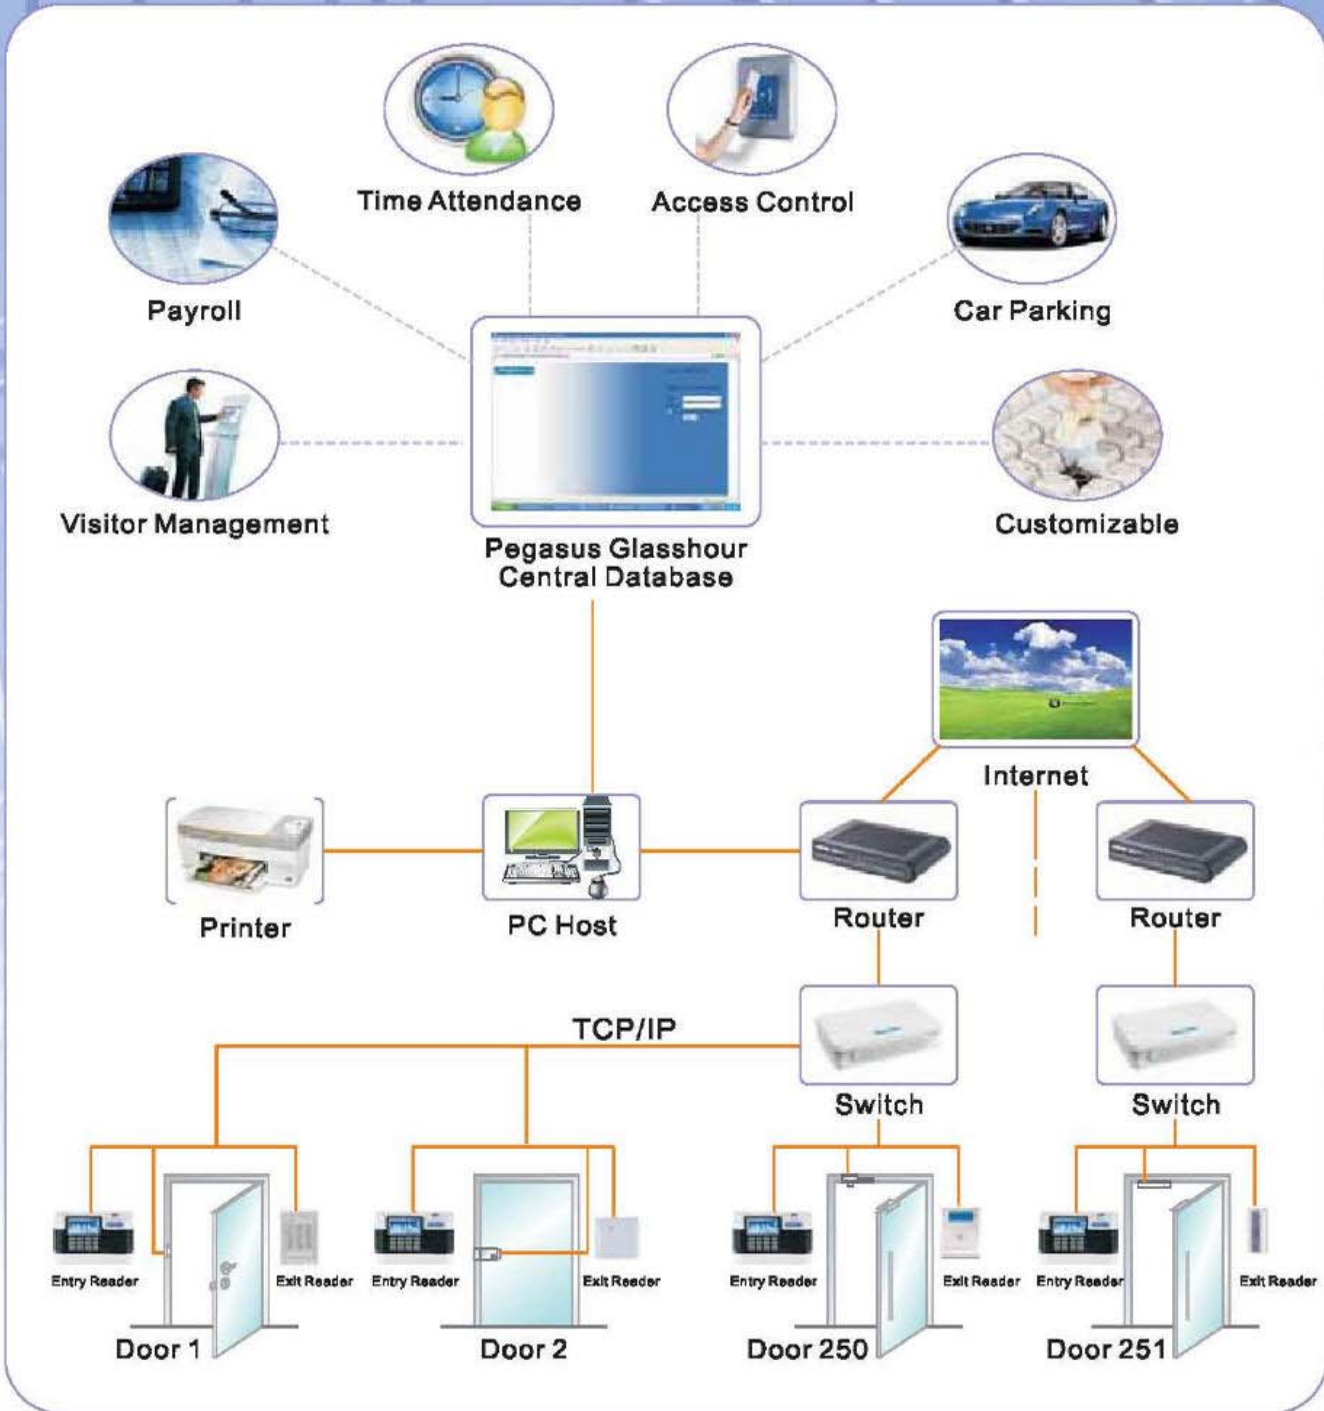 Time Attendance
Access Control
Payroll
Car Parking
Visitor Management
Customizable
Pegasus Glasshour
Central Database
Internet
Printer
PC Host
Router
Router
TCP/IP
Switch
Switch
Entry Reader
Exit Reader
Entry Reader
Exit Reader
Entry Reader
Exit Reader
Entry Reader
Exit Reader
Door 1
Door 2
Door 250
Door 251